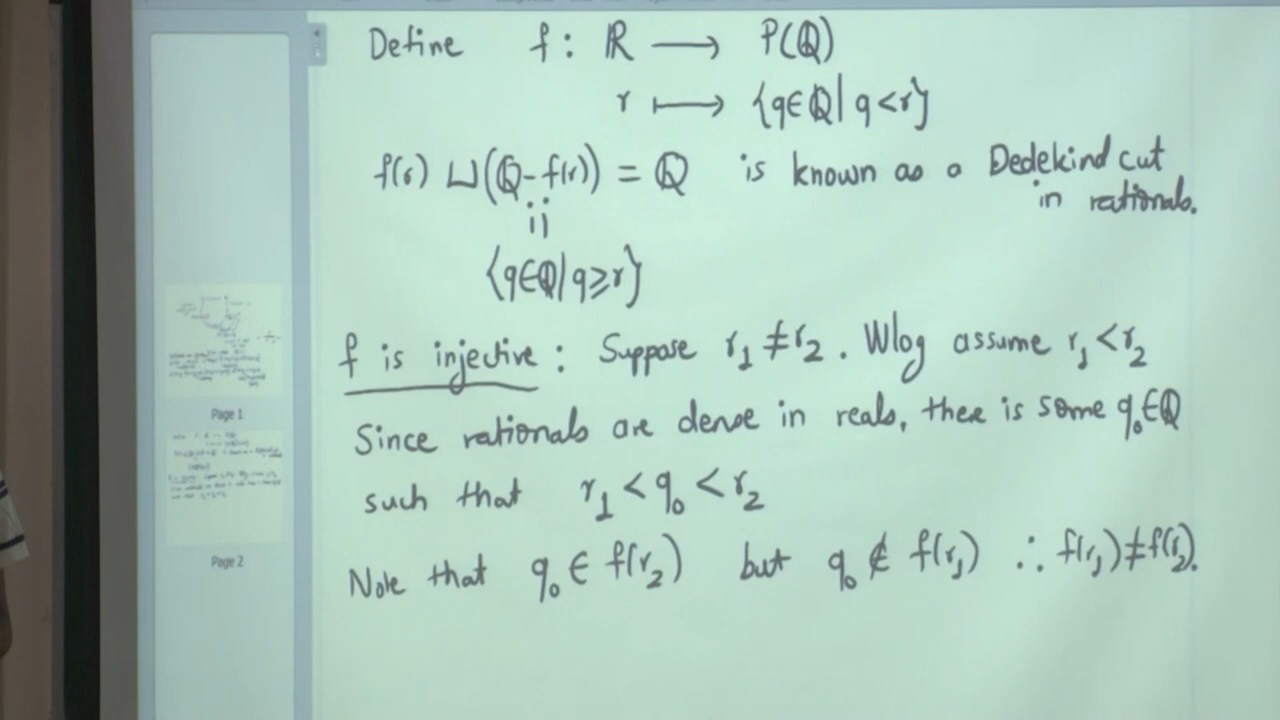 Define f : ℝ ⟶ P(ℚ)
r ⟼ {q∈ℚ | q<r}
f(r) ⊔ (ℚ-f(r)) = ℚ is known as a Dedekind cut
in rationals.
{q∈ℚ | q≥r}
f is injective : Suppose r₁ ≠ r₂ . Wlog assume r₁ < r₂
Since rationals are dense in reals, there is some q₀∈ℚ
such that r₁ < q₀ < r₂
Note that q₀ ∈ f(r₂) but q₀ ∉ f(r₁) ∴ f(r₁)≠f(r₂).
Page 1
Page 2